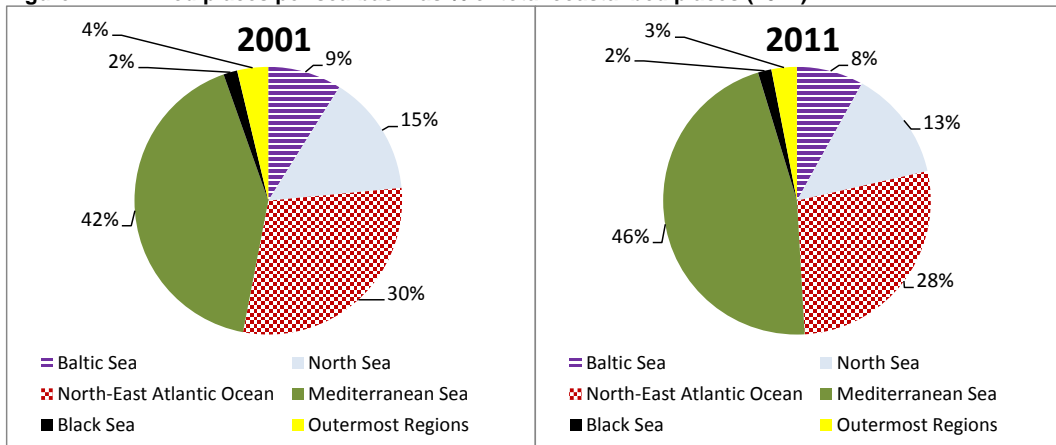 2001
4%
2%
9%
15%
42%
30%
Baltic Sea
North Sea
North-East Atlantic Ocean
Mediterranean Sea
Black Sea
Outermost Regions
2011
3%
2%
8%
13%
46%
28%
Baltic Sea
North Sea
North-East Atlantic Ocean
Mediterranean Sea
Black Sea
Outermost Regions